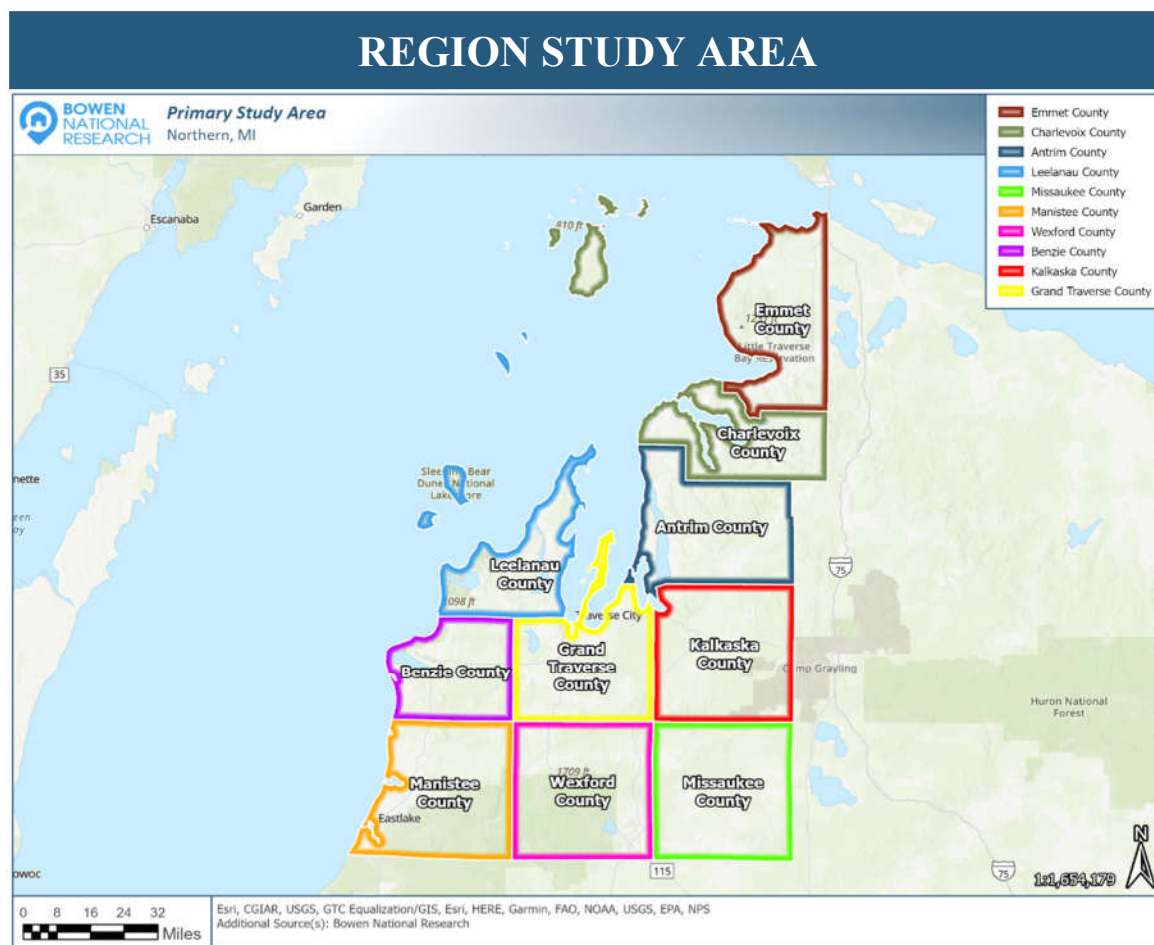 REGION STUDY AREA
BOWEN
NATIONAL
RESEARCH
Primary Study Area
Northern, MI
Emmet County
Charlevoix County
Antrim County
Leelanau County
Missaukee County
Manistee County
Wexford County
Benzie County
Kalkaska County
Grand Traverse County
Escanaba
Garden
810 ft
Emmet
County
Little Traverse
Bay Reservation
35
Charlevoix
County
nette
Sleeping Bear
Dunes National
Antrim County
Leelanau
County
75
098 ft
Traverse City
Grand
Traverse
County
Kalkaska
County
Benzie County
Camp Grayling
Huron National
Forest
1709 ft
Manistee
County
Wexford
County
Missaukee
County
Eastlake
owoc
115
75
N
1:1,654,179
0 8 16 24 32
Miles
Esri, CGIAR, USGS, GTC Equalization/GIS, Esri, HERE, Garmin, FAO, NOAA, USGS, EPA, NPS
Additional Source(s): Bowen National Research